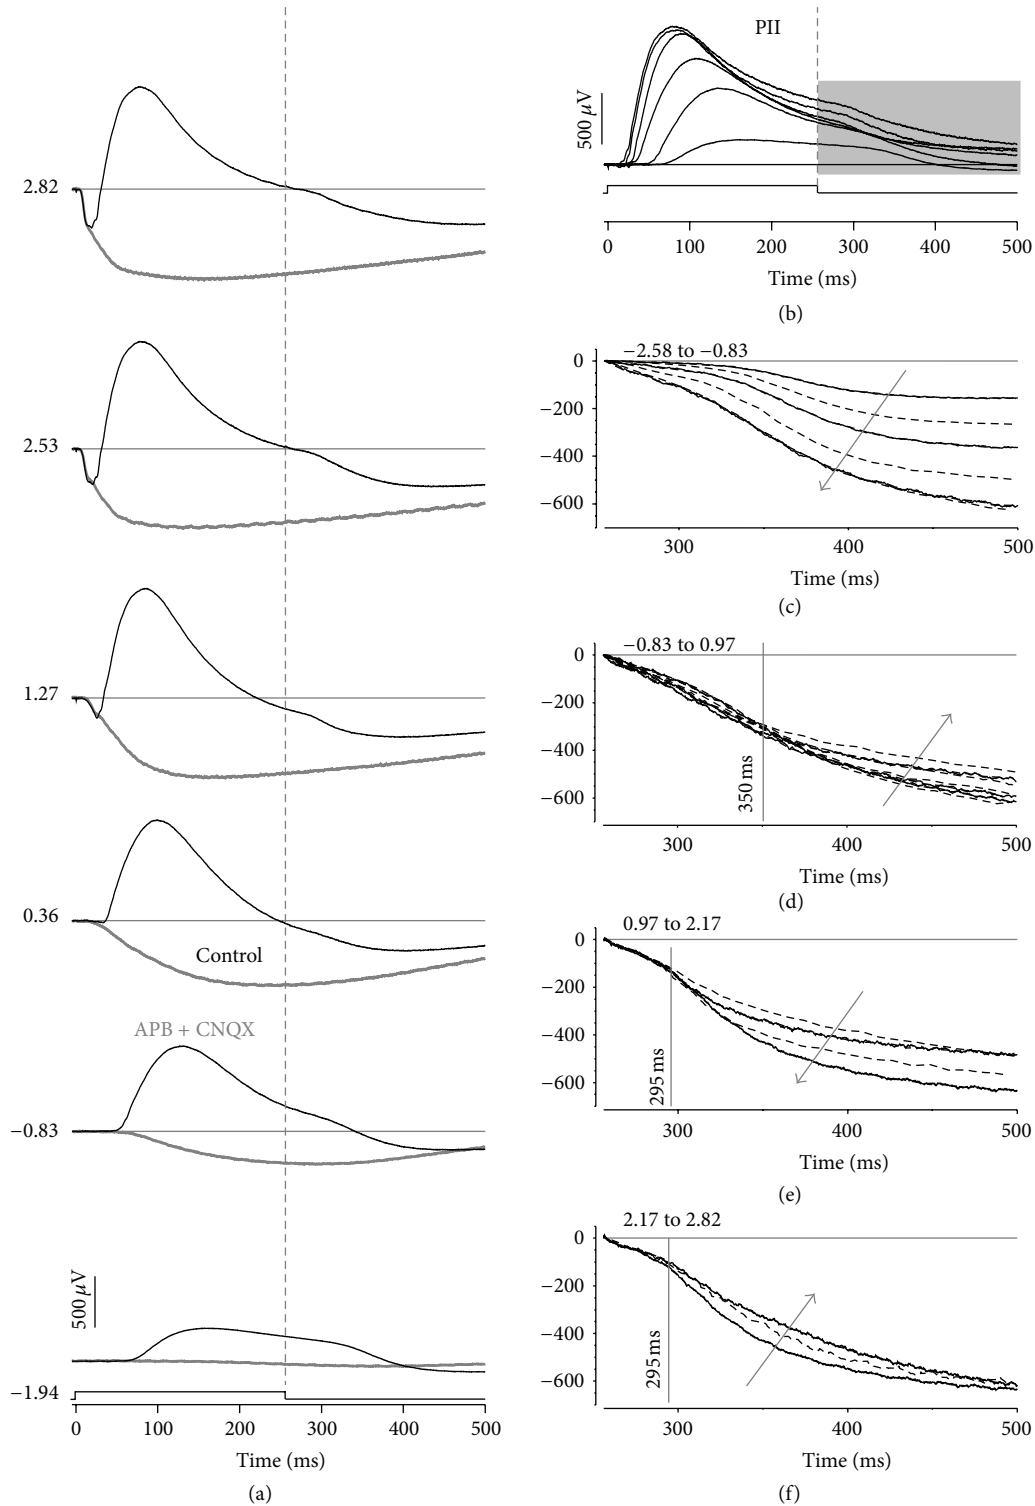 2.82
2.53
1.27
0.36
Control
APB + CNQX
−0.83
500 μV
−1.94
0 100 200 300 400 500
Time (ms)
(a)
PII
500 μV
0 100 200 300 400 500
Time (ms)
(b)
−2.58 to −0.83
0
−200
−400
−600
300 400 500
Time (ms)
(c)
−0.83 to 0.97
0
−200
−400
−600
350 ms
300 400 500
Time (ms)
(d)
0.97 to 2.17
0
−200
−400
−600
295 ms
300 400 500
Time (ms)
(e)
2.17 to 2.82
0
−200
−400
−600
295 ms
300 400 500
Time (ms)
(f)